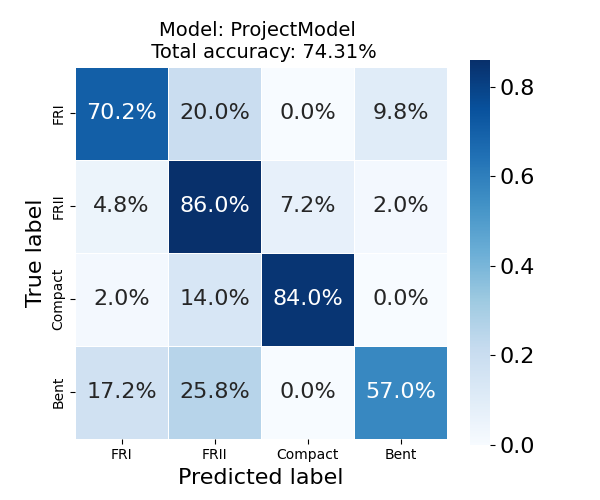 Model: ProjectModel
Total accuracy: 74.31%
True label
FRI
70.2% 20.0% 0.0% 9.8%
FRII
4.8% 86.0% 7.2% 2.0%
Compact
2.0% 14.0% 84.0% 0.0%
Bent
17.2% 25.8% 0.0% 57.0%
FRI FRII Compact Bent
Predicted label
0.8
0.6
0.4
0.2
0.0